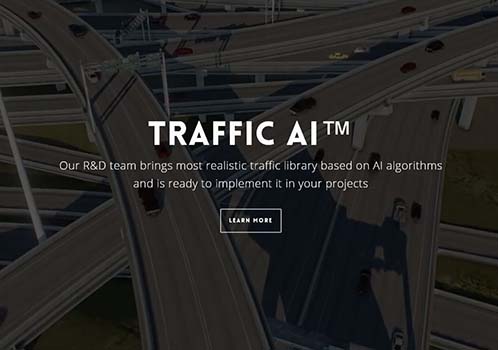 TRAFFIC AI™
Our R&D team brings most realistic traffic library based on AI algorithms
and is ready to implement it in your projects
LEARN MORE